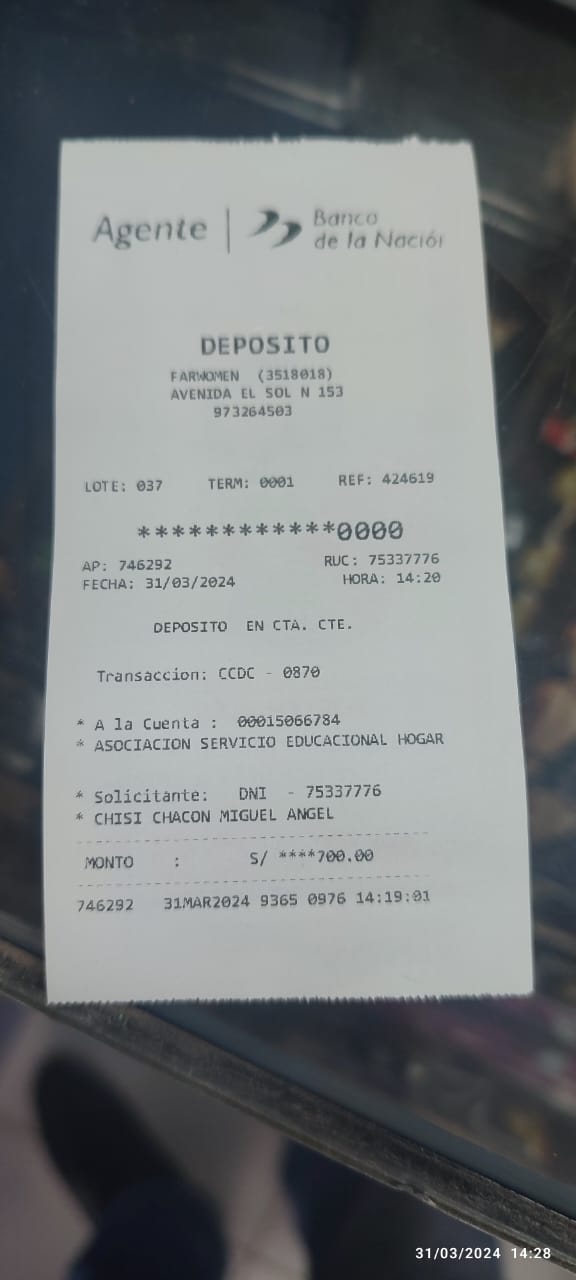 Agente | Banco
de la Nación
DEPOSITO
FARWOMEN (3518018)
AVENIDA EL SOL N 153
973264503
LOTE: 037 TERM: 0001 REF: 424619
************0000
AP: 746292 RUC: 75337776
FECHA: 31/03/2024 HORA: 14:20
DEPOSITO EN CTA. CTE.
Transaccion: CCDC - 0870
* A la Cuenta : 00015066784
* ASOCIACION SERVICIO EDUCACIONAL HOGAR
* Solicitante: DNI - 75337776
* CHISI CHACON MIGUEL ANGEL
MONTO : S/ ****700.00
746292 31MAR2024 9365 0976 14:19:01
31/03/2024 14:28